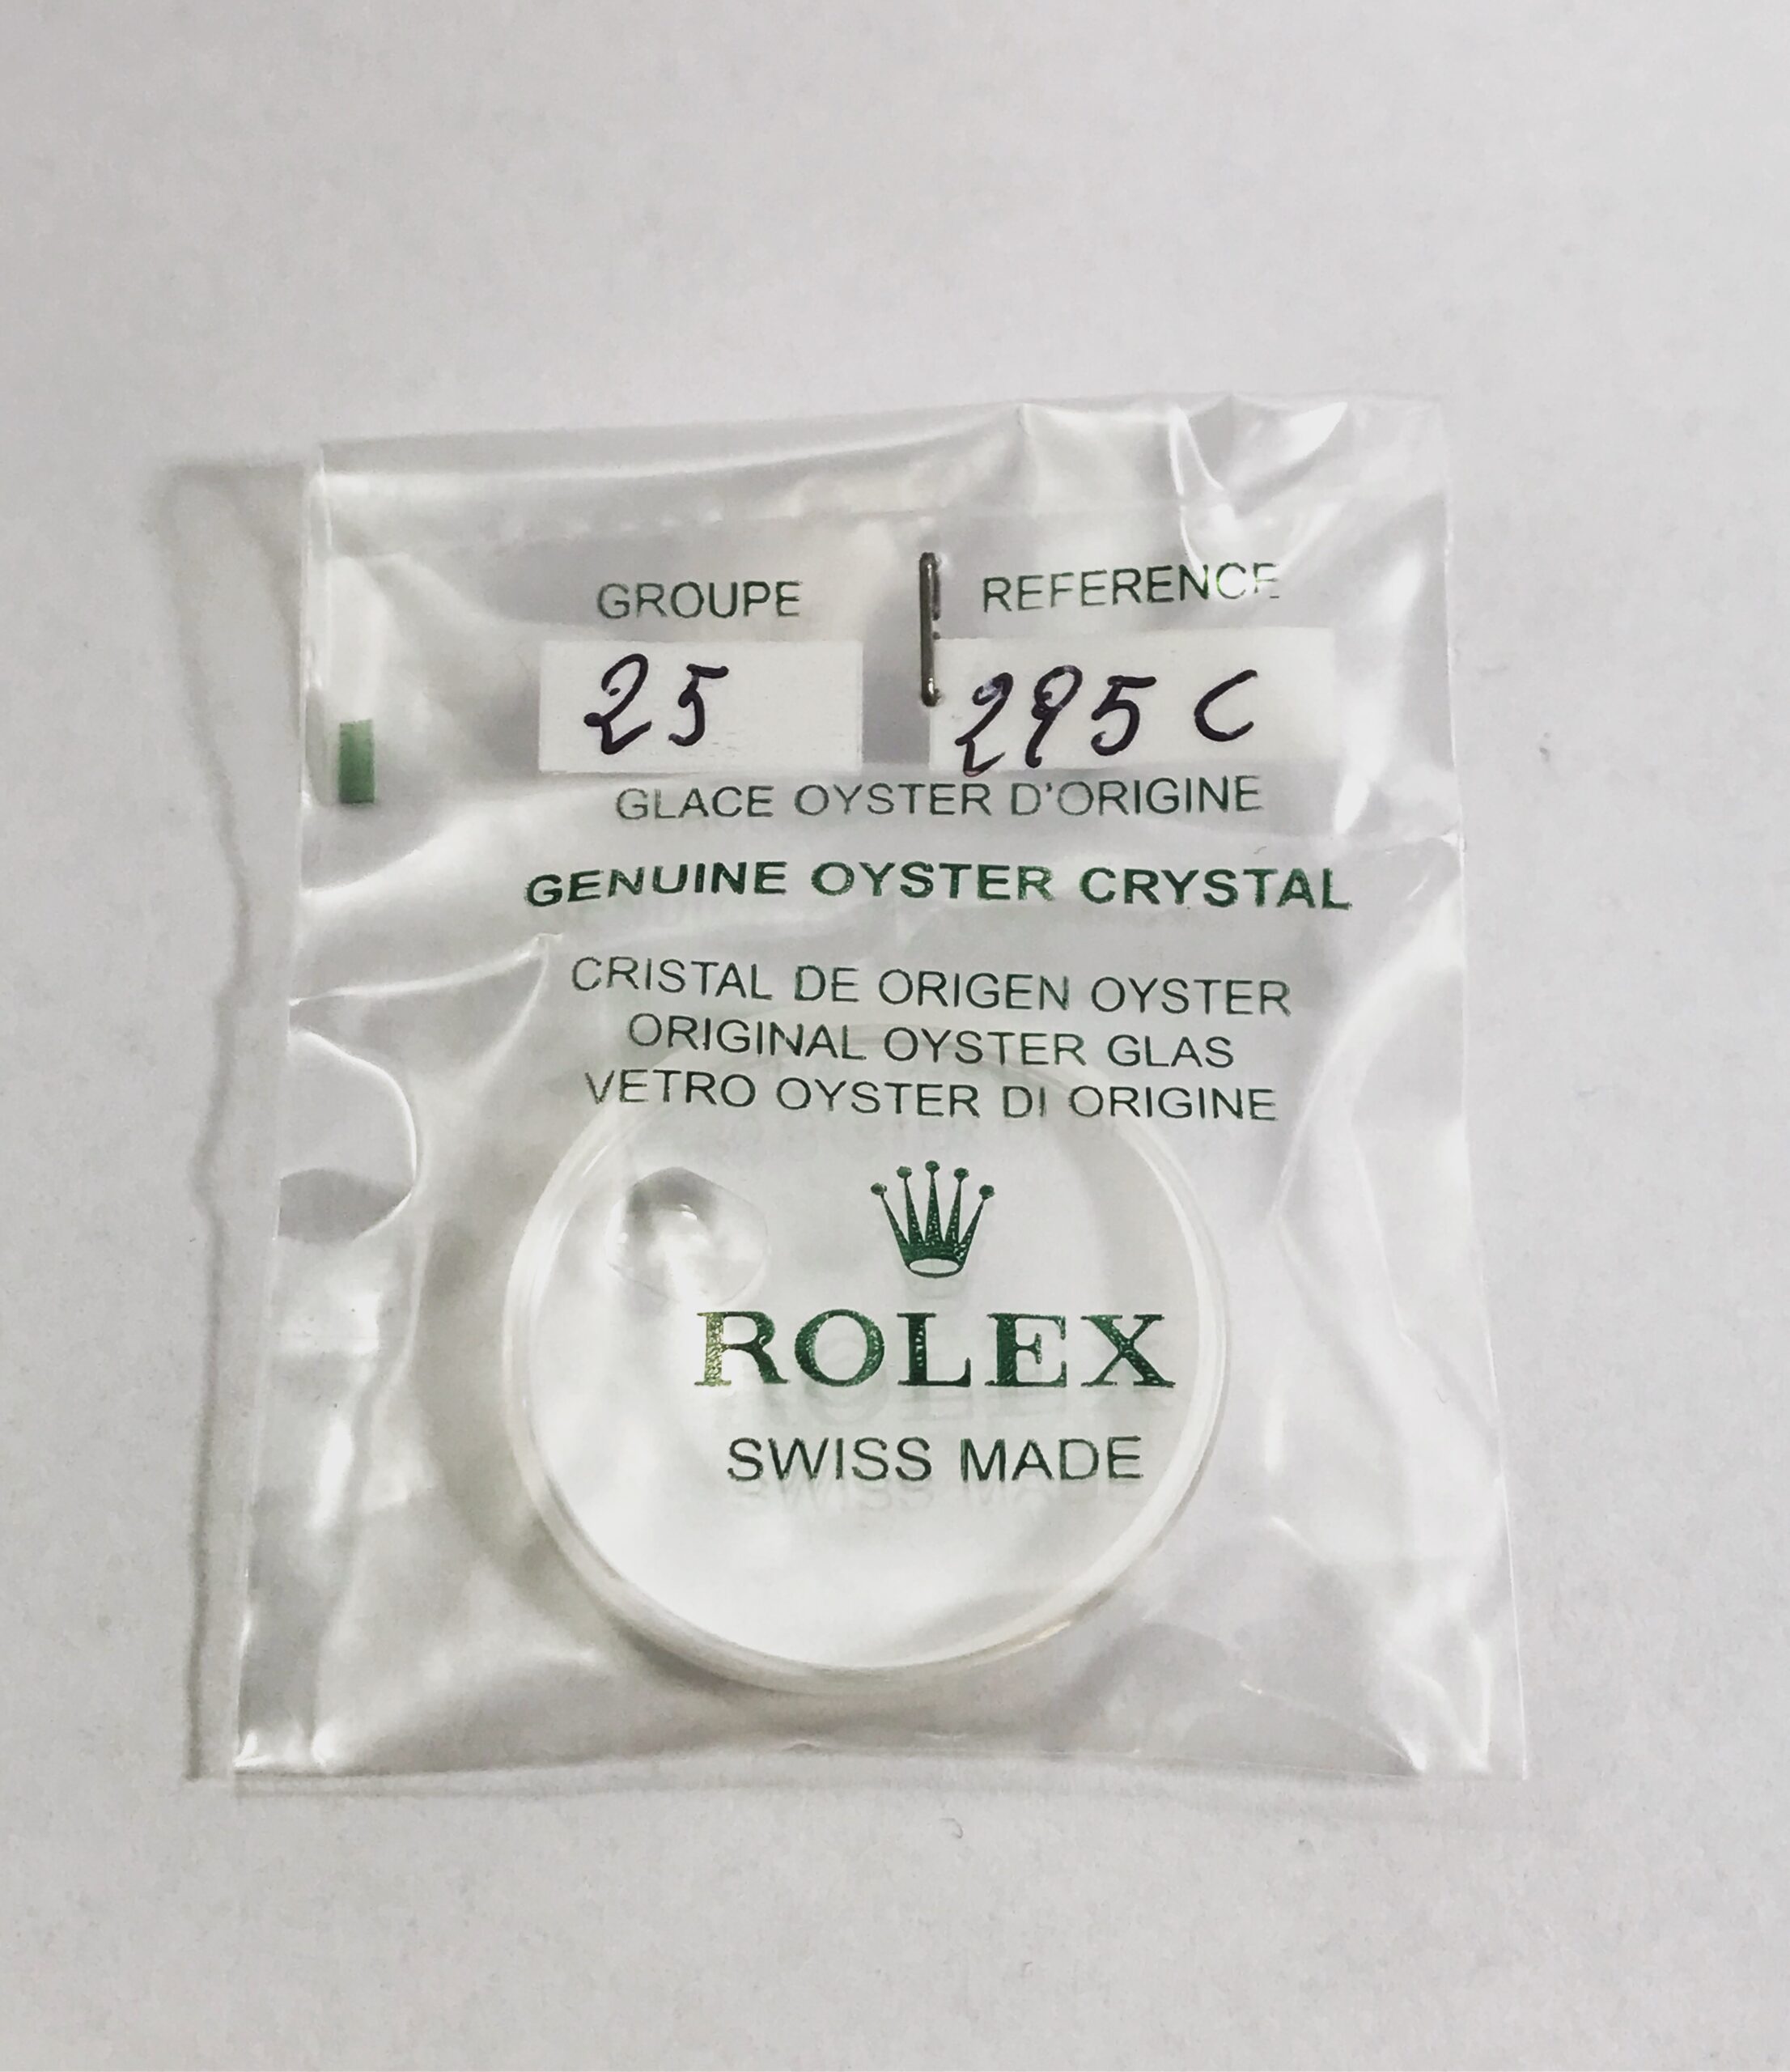 GROUPE REFERENCE
25 295 C
GLACE OYSTER D'ORIGINE
GENUINE OYSTER CRYSTAL
CRISTAL DE ORIGEN OYSTER
ORIGINAL OYSTER GLAS
VETRO OYSTER DI ORIGINE
ROLEX
SWISS MADE